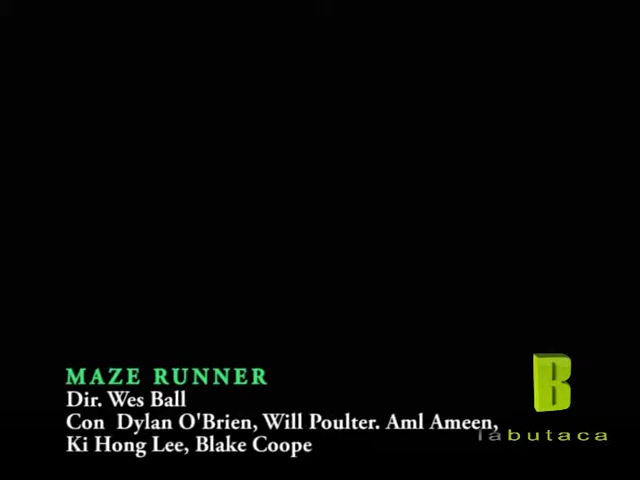 MAZE RUNNER
Dir. Wes Ball
Con Dylan O'Brien, Will Poulter. Aml Ameen,
Ki Hong Lee, Blake Coope
B
labutaca